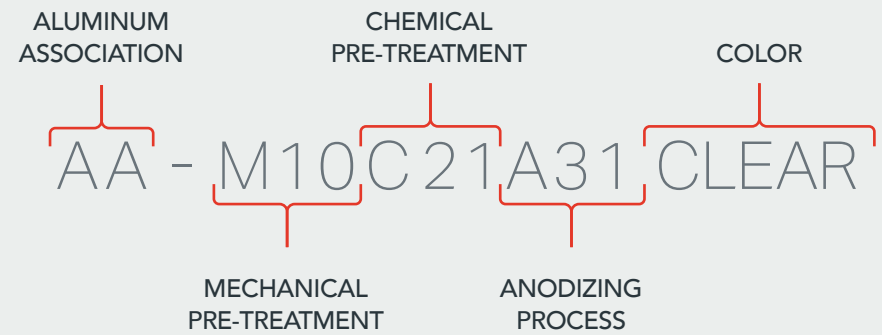 ALUMINUM
ASSOCIATION
CHEMICAL
PRE-TREATMENT
COLOR
AA - M10C21A31 CLEAR
MECHANICAL
PRE-TREATMENT
ANODIZING
PROCESS